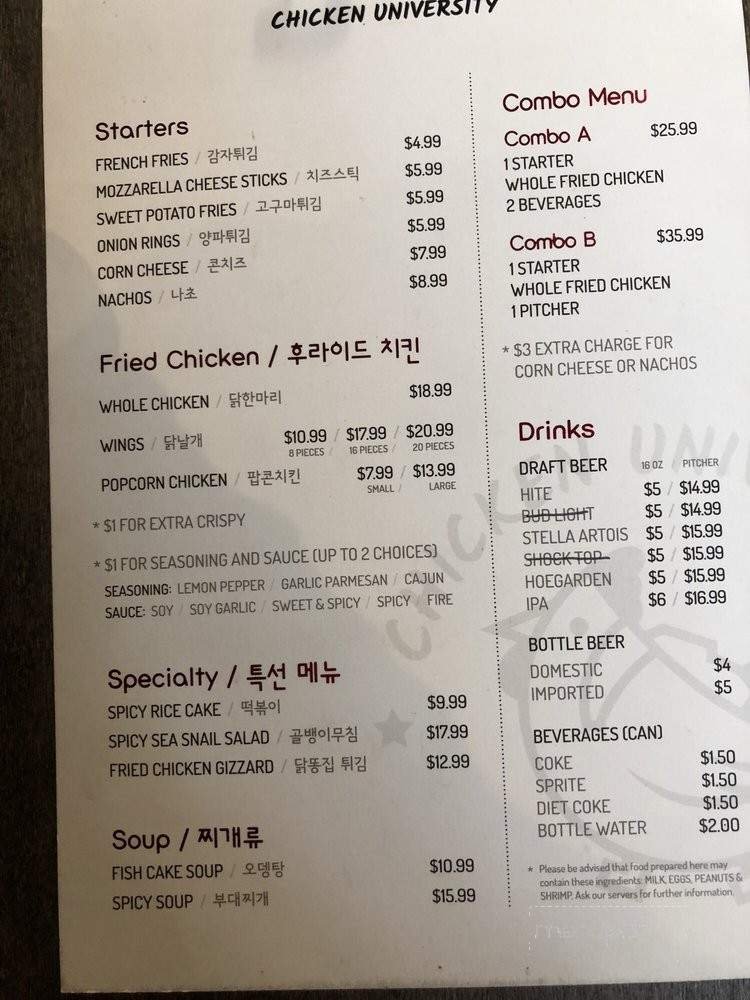 CHICKEN UNIVERSITY
Starters
FRENCH FRIES / 감자튀김 $4.99
MOZZARELLA CHEESE STICKS / 치즈스틱 $5.99
SWEET POTATO FRIES / 고구마튀김 $5.99
ONION RINGS / 양파튀김 $5.99
CORN CHEESE / 콘치즈 $7.99
NACHOS / 나초 $8.99
Fried Chicken / 후라이드 치킨
WHOLE CHICKEN / 닭한마리 $18.99
WINGS / 닭날개 $10.99 / $17.99 / $20.99
8 PIECES / 16 PIECES / 20 PIECES
POPCORN CHICKEN / 팝콘치킨 $7.99 / $13.99
SMALL / LARGE
* $1 FOR EXTRA CRISPY
* $1 FOR SEASONING AND SAUCE (UP TO 2 CHOICES)
SEASONING: LEMON PEPPER / GARLIC PARMESAN / CAJUN
SAUCE: SOY / SOY GARLIC / SWEET & SPICY / SPICY / FIRE
Specialty / 특선 메뉴
SPICY RICE CAKE / 떡볶이 $9.99
SPICY SEA SNAIL SALAD / 골뱅이무침 $17.99
FRIED CHICKEN GIZZARD / 닭똥집 튀김 $12.99
Soup / 찌개류
FISH CAKE SOUP / 오뎅탕 $10.99
SPICY SOUP / 부대찌개 $15.99
Combo Menu
Combo A $25.99
1 STARTER
WHOLE FRIED CHICKEN
2 BEVERAGES
Combo B $35.99
1 STARTER
WHOLE FRIED CHICKEN
1 PITCHER
* $3 EXTRA CHARGE FOR
CORN CHEESE OR NACHOS
Drinks
DRAFT BEER 16 OZ / PITCHER
HITE $5 / $14.99
BUD LIGHT $5 / $14.99
STELLA ARTOIS $5 / $15.99
SHOCK TOP $5 / $15.99
HOEGARDEN $5 / $15.99
IPA $6 / $16.99
BOTTLE BEER
DOMESTIC $4
IMPORTED $5
BEVERAGES (CAN)
COKE $1.50
SPRITE $1.50
DIET COKE $1.50
BOTTLE WATER $2.00
* Please be advised that food prepared here may
contain these ingredients: MILK, EGGS, PEANUTS &
SHRIMP. Ask our servers for further information.
CHICKEN UNI